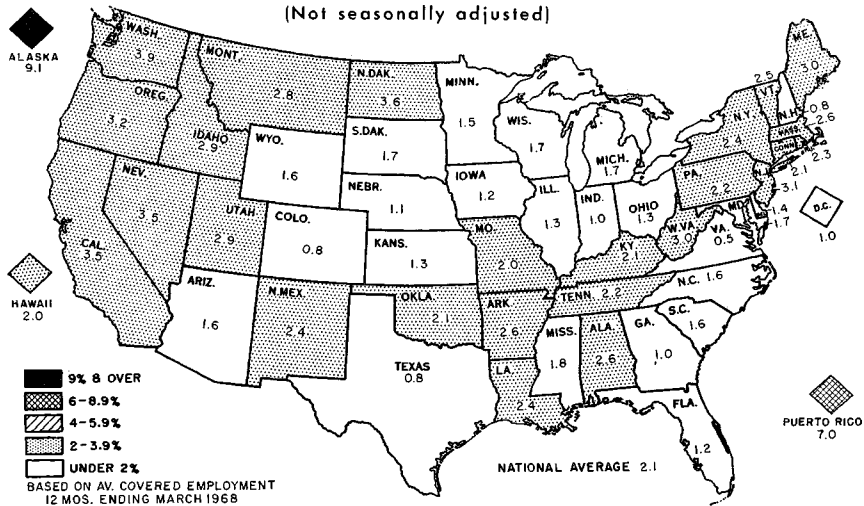 (Not seasonally adjusted)
ALASKA
9.1
WASH.
3.9
MONT.
2.8
N.DAK.
3.6
MINN.
1.5
ME.
3.0
OREG.
3.2
IDAHO
2.9
S.DAK.
1.7
WIS.
1.7
MICH.
1.7
2.5
VT.
N.H.
0.8
N.Y.
2.4
MASS.
2.6
CONN.
2.3
2.1
WYO.
1.6
NEBR.
1.1
IOWA
1.2
PA.
2.2
N.J.
3.1
NEV.
3.5
UTAH
2.9
COLO.
0.8
KANS.
1.3
MO.
2.0
ILL.
1.3
IND.
1.0
OHIO
1.3
W.VA.
3.0
VA.
0.5
MD.
1.4
1.7
D.C.
1.0
CAL.
3.5
HAWAII
2.0
ARIZ.
1.6
N.MEX.
2.4
OKLA.
2.1
ARK.
2.6
KY.
2.1
TENN. 2.2
N.C. 1.6
S.C.
1.6
TEXAS
0.8
LA.
2.4
MISS.
1.8
ALA.
2.6
GA.
1.0
FLA.
1.2
PUERTO RICO
7.0
9% 8 OVER
6-8.9%
4-5.9%
2-3.9%
UNDER 2%
BASED ON AV. COVERED EMPLOYMENT
12 MOS. ENDING MARCH 1968
NATIONAL AVERAGE 2.1